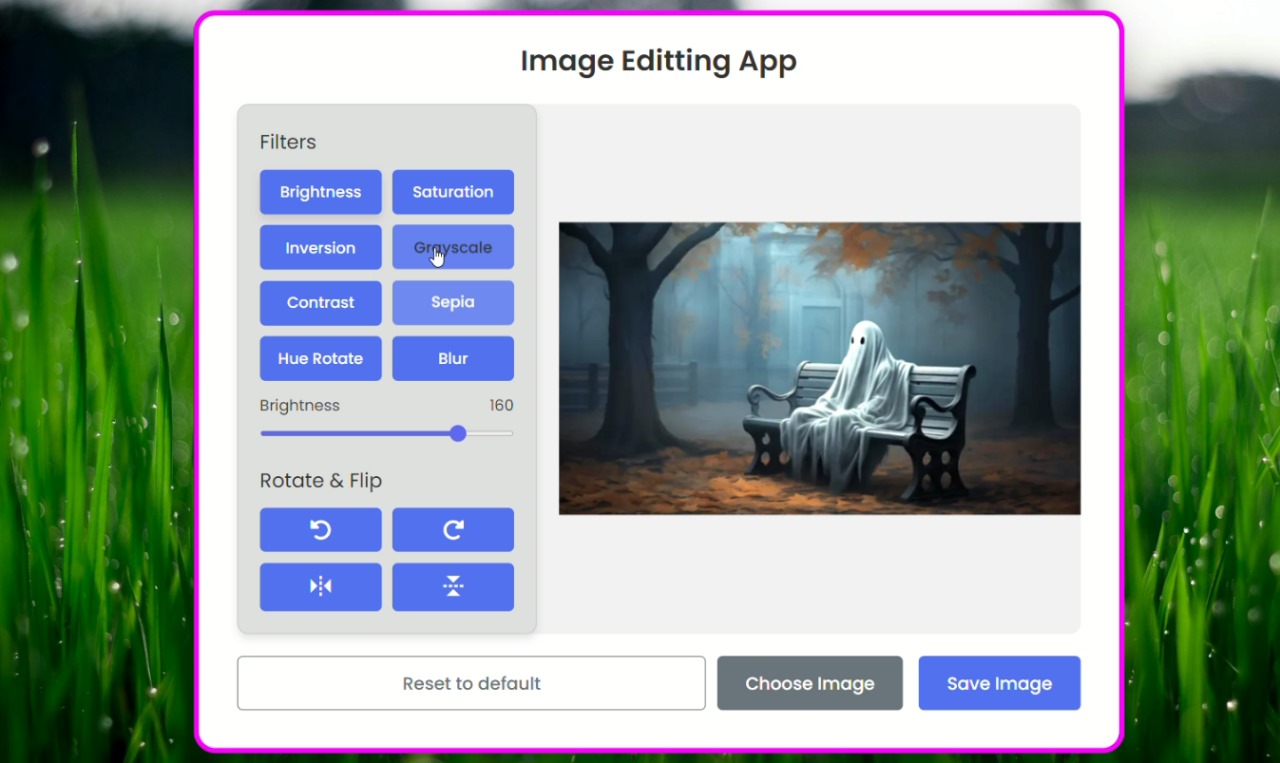 Image Editting App
Filters
Brightness Saturation
Inversion Grayscale
Contrast Sepia
Hue Rotate Blur
Brightness 160
Rotate & Flip
Reset to default Choose Image Save Image